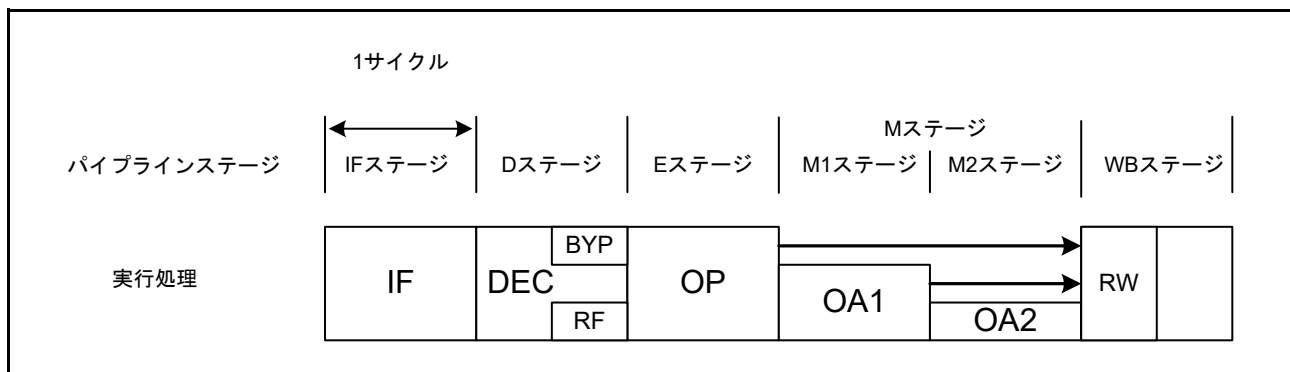 1サイクル
Mステージ
パイプラインステージ IFステージ Dステージ Eステージ M1ステージ M2ステージ WBステージ
BYP
実行処理 IF DEC OP OA1 RW
RF OA2